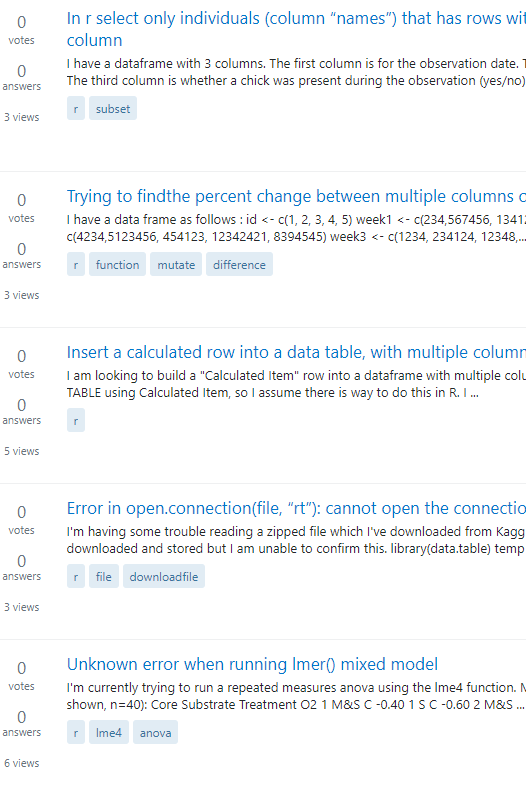 0
votes
0
answers
3 views
In r select only individuals (column “names”) that has rows
column
I have a dataframe with 3 columns. The first column is for the observation date.
The third column is whether a chick was present during the observation (yes/no)
r subset
0
votes
0
answers
3 views
Trying to findthe percent change between multiple columns
I have a data frame as follows : id <- c(1, 2, 3, 4, 5) week1 <- c(234,567456, 13412
c(4234,5123456, 454123, 12342421, 8394545) week3 <- c(1234, 234124, 12348,...
r function mutate difference
0
votes
0
answers
5 views
Insert a calculated row into a data table, with multiple
I am looking to build a "Calculated Item" row into a dataframe with multiple
TABLE using Calculated Item, so I assume there is way to do this in R. I ...
r
0
votes
0
answers
3 views
Error in open.connection(file, “rt”): cannot open the
I'm having some trouble reading a zipped file which I've downloaded from
downloaded and stored but I am unable to confirm this. library(data.table) temp
r file downloadfile
0
votes
0
answers
6 views
Unknown error when running lmer() mixed model
I'm currently trying to run a repeated measures anova using the lme4 function.
shown, n=40): Core Substrate Treatment O2 1 M&S C -0.40 1 S C -0.60 2 M&S ...
r lme4 anova